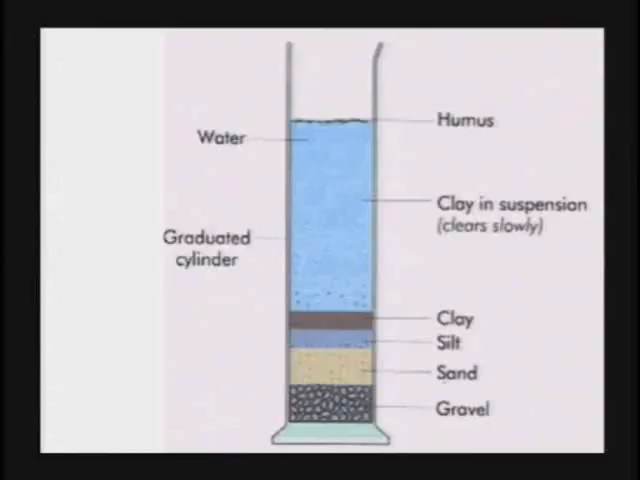 Humus
Water
Clay in suspension
(clears slowly)
Graduated
cylinder
Clay
Silt
Sand
Gravel